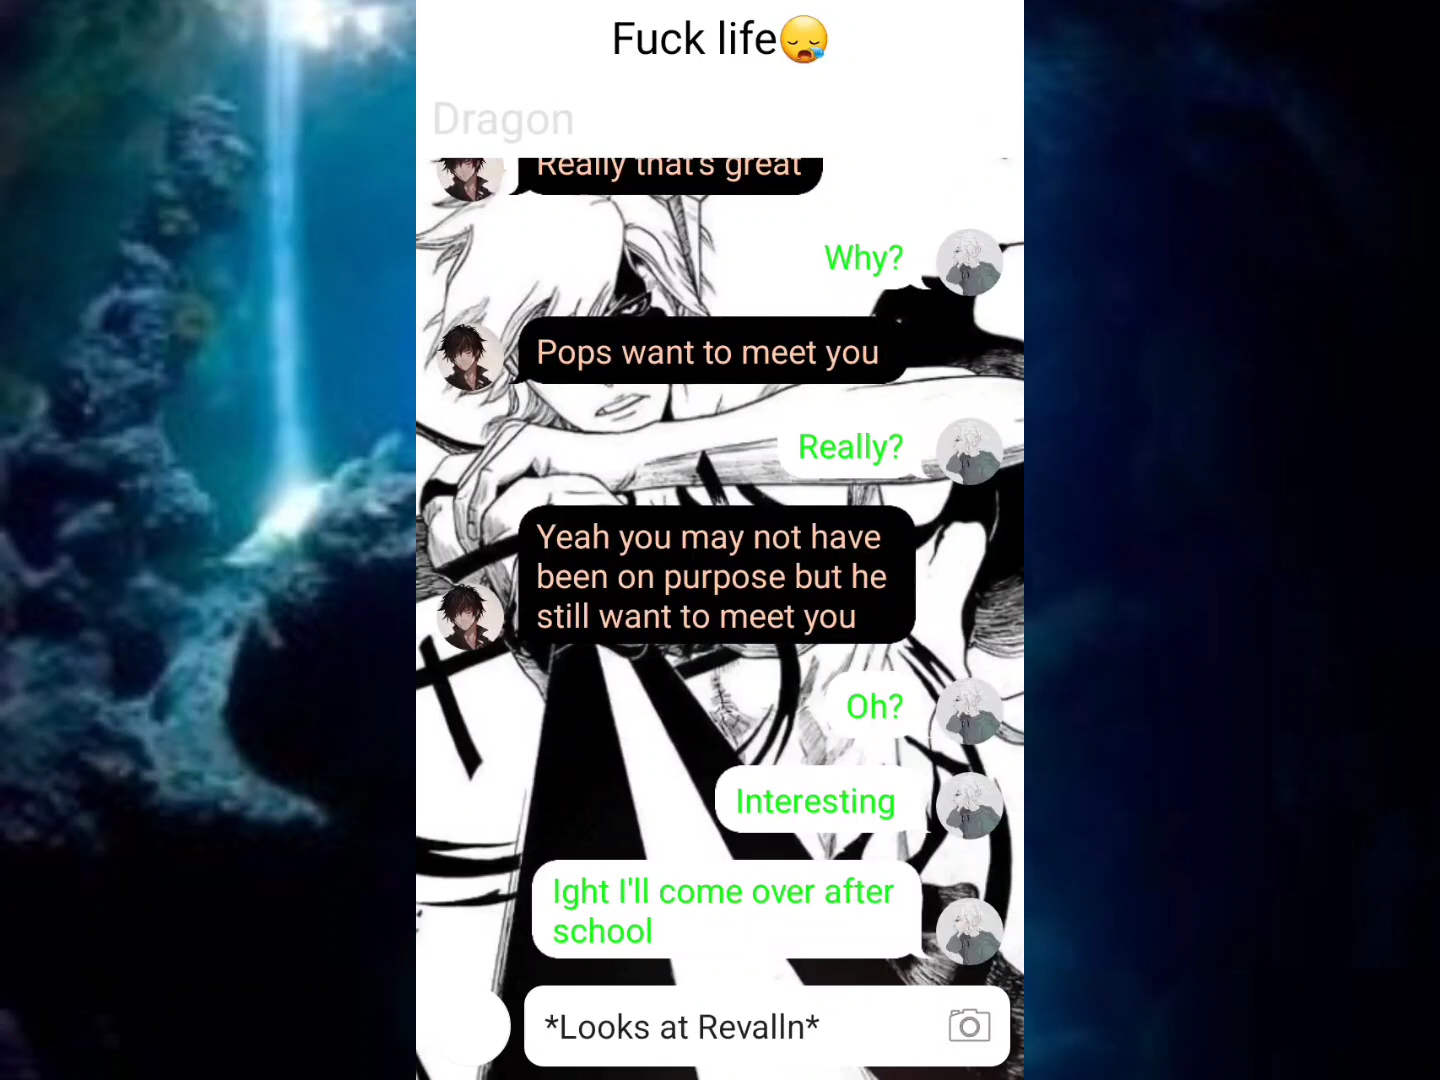 Fuck life😪
Dragon
Really that's great
Why?
Pops want to meet you
Really?
Yeah you may not have
been on purpose but he
still want to meet you
Oh?
Interesting
Ight I'll come over after
school
*Looks at Revalln*